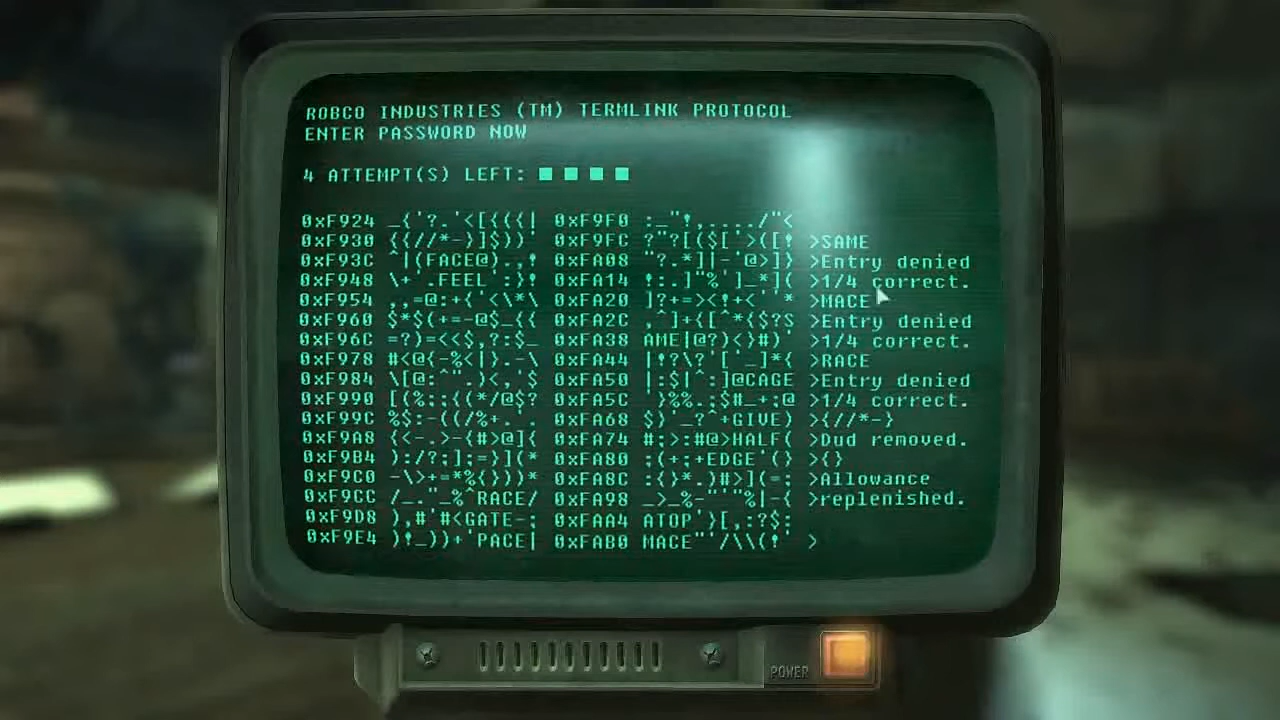 ROBCO INDUSTRIES (TM) TERMLINK PROTOCOL
ENTER PASSWORD NOW
4 ATTEMPT(S) LEFT: ■ ■ ■ ■
0xF924 _{'?.'<[{({| 0xF9F0 :_"!,..../"<
0xF930 {{//*-}]$))' 0xF9FC ?"?[($['>([! >SAME
0xF93C ^|(FACE@).,! 0xFA08 "?.*]|-'@>]} >Entry denied
0xF948 \+'.FEEL':}! 0xFA14 !:.]"%']_*]( >1/4 correct.
0xF954 ,,=@:+{'<\*\ 0xFA20 ]?+=><!+<''* >MACE
0xF960 $*$(+=-@$_{{ 0xFA2C ,^]+{[^*{$?S >Entry denied
0xF96C =?)=<<$,?:$_ 0xFA38 AME|@?)<}#)' >1/4 correct.
0xF978 #<@{-%<|}.-\ 0xFA44 |!?\?'['_]*{ >RACE
0xF984 \[@:^".)<,'$ 0xFA50 |:$|^:]@CAGE >Entry denied
0xF990 [(%:;{(*/@$? 0xFA5C .}%%.;$#_+;@ >1/4 correct.
0xF99C %$:-((/%+.'. 0xFA68 $)'_?^+GIVE) >{//*-}
0xF9A8 {<-.>-{#>@]{ 0xFA74 #;>:#@>HALF( >Dud removed.
0xF9B4 ):/?;];=}](* 0xFA80 ;(+;+EDGE'(} >{}
0xF9C0 -\>+=*%{}))* 0xFA8C :{}*.)#>](=: >Allowance
0xF9CC /_.."_%^RACE/ 0xFA98 _>_%-"'"%|-{ >replenished.
0xF9D8 ),#'#<GATE-; 0xFAA4 ATOP'}[,:?$:
0xF9E4 )!_))+'PACE| 0xFAB0 MACE"'/\\(!' >
POWER